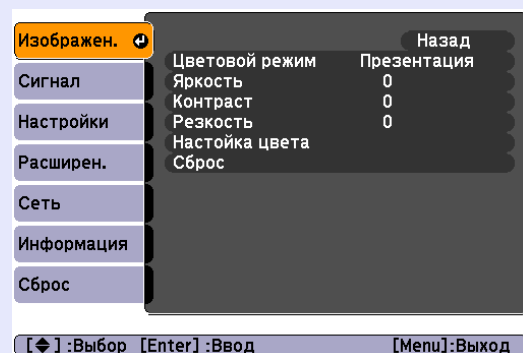 Изображен.
Сигнал
Настройки
Расширен.
Сеть
Информация
Сброс
Назад
Цветовой режим Презентация
Яркость 0
Контраст 0
Резкость 0
Настойка цвета
Сброс
[◆] :Выбор [Enter] :Ввод [Menu]:Выход